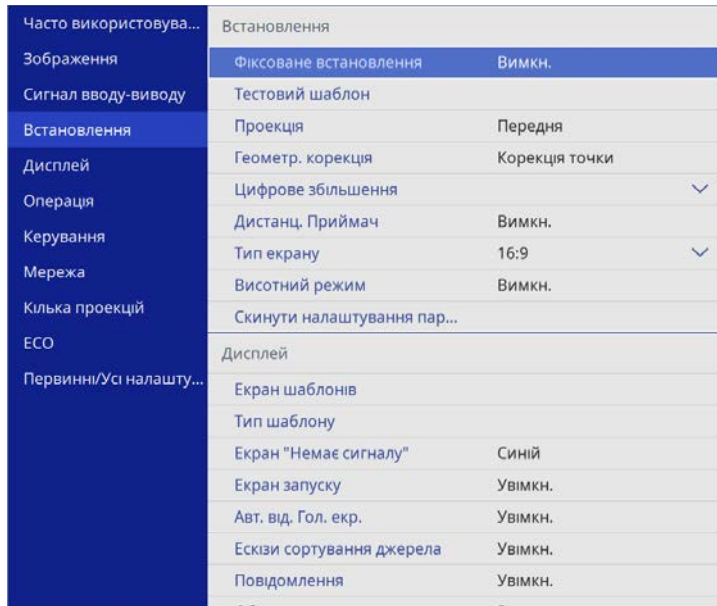 Часто використовува...
Зображення
Сигнал вводу-виводу
Встановлення
Дисплей
Операція
Керування
Мережа
Кілька проекцій
ECO
Первинні/Усі налашту...
Встановлення
Фіксоване встановлення Вимкн.
Тестовий шаблон
Проекція Передня
Геометр. корекція Корекція точки
Цифрове збільшення
Дистанц. Приймач Вимкн.
Тип екрану 16:9
Висотний режим Вимкн.
Скинути налаштування пар...
Дисплей
Екран шаблонів
Тип шаблону
Екран "Немає сигналу" Синій
Екран запуску Увімкн.
Авт. від. Гол. екр. Увімкн.
Ескізи сортування джерела Увімкн.
Повідомлення Увімкн.